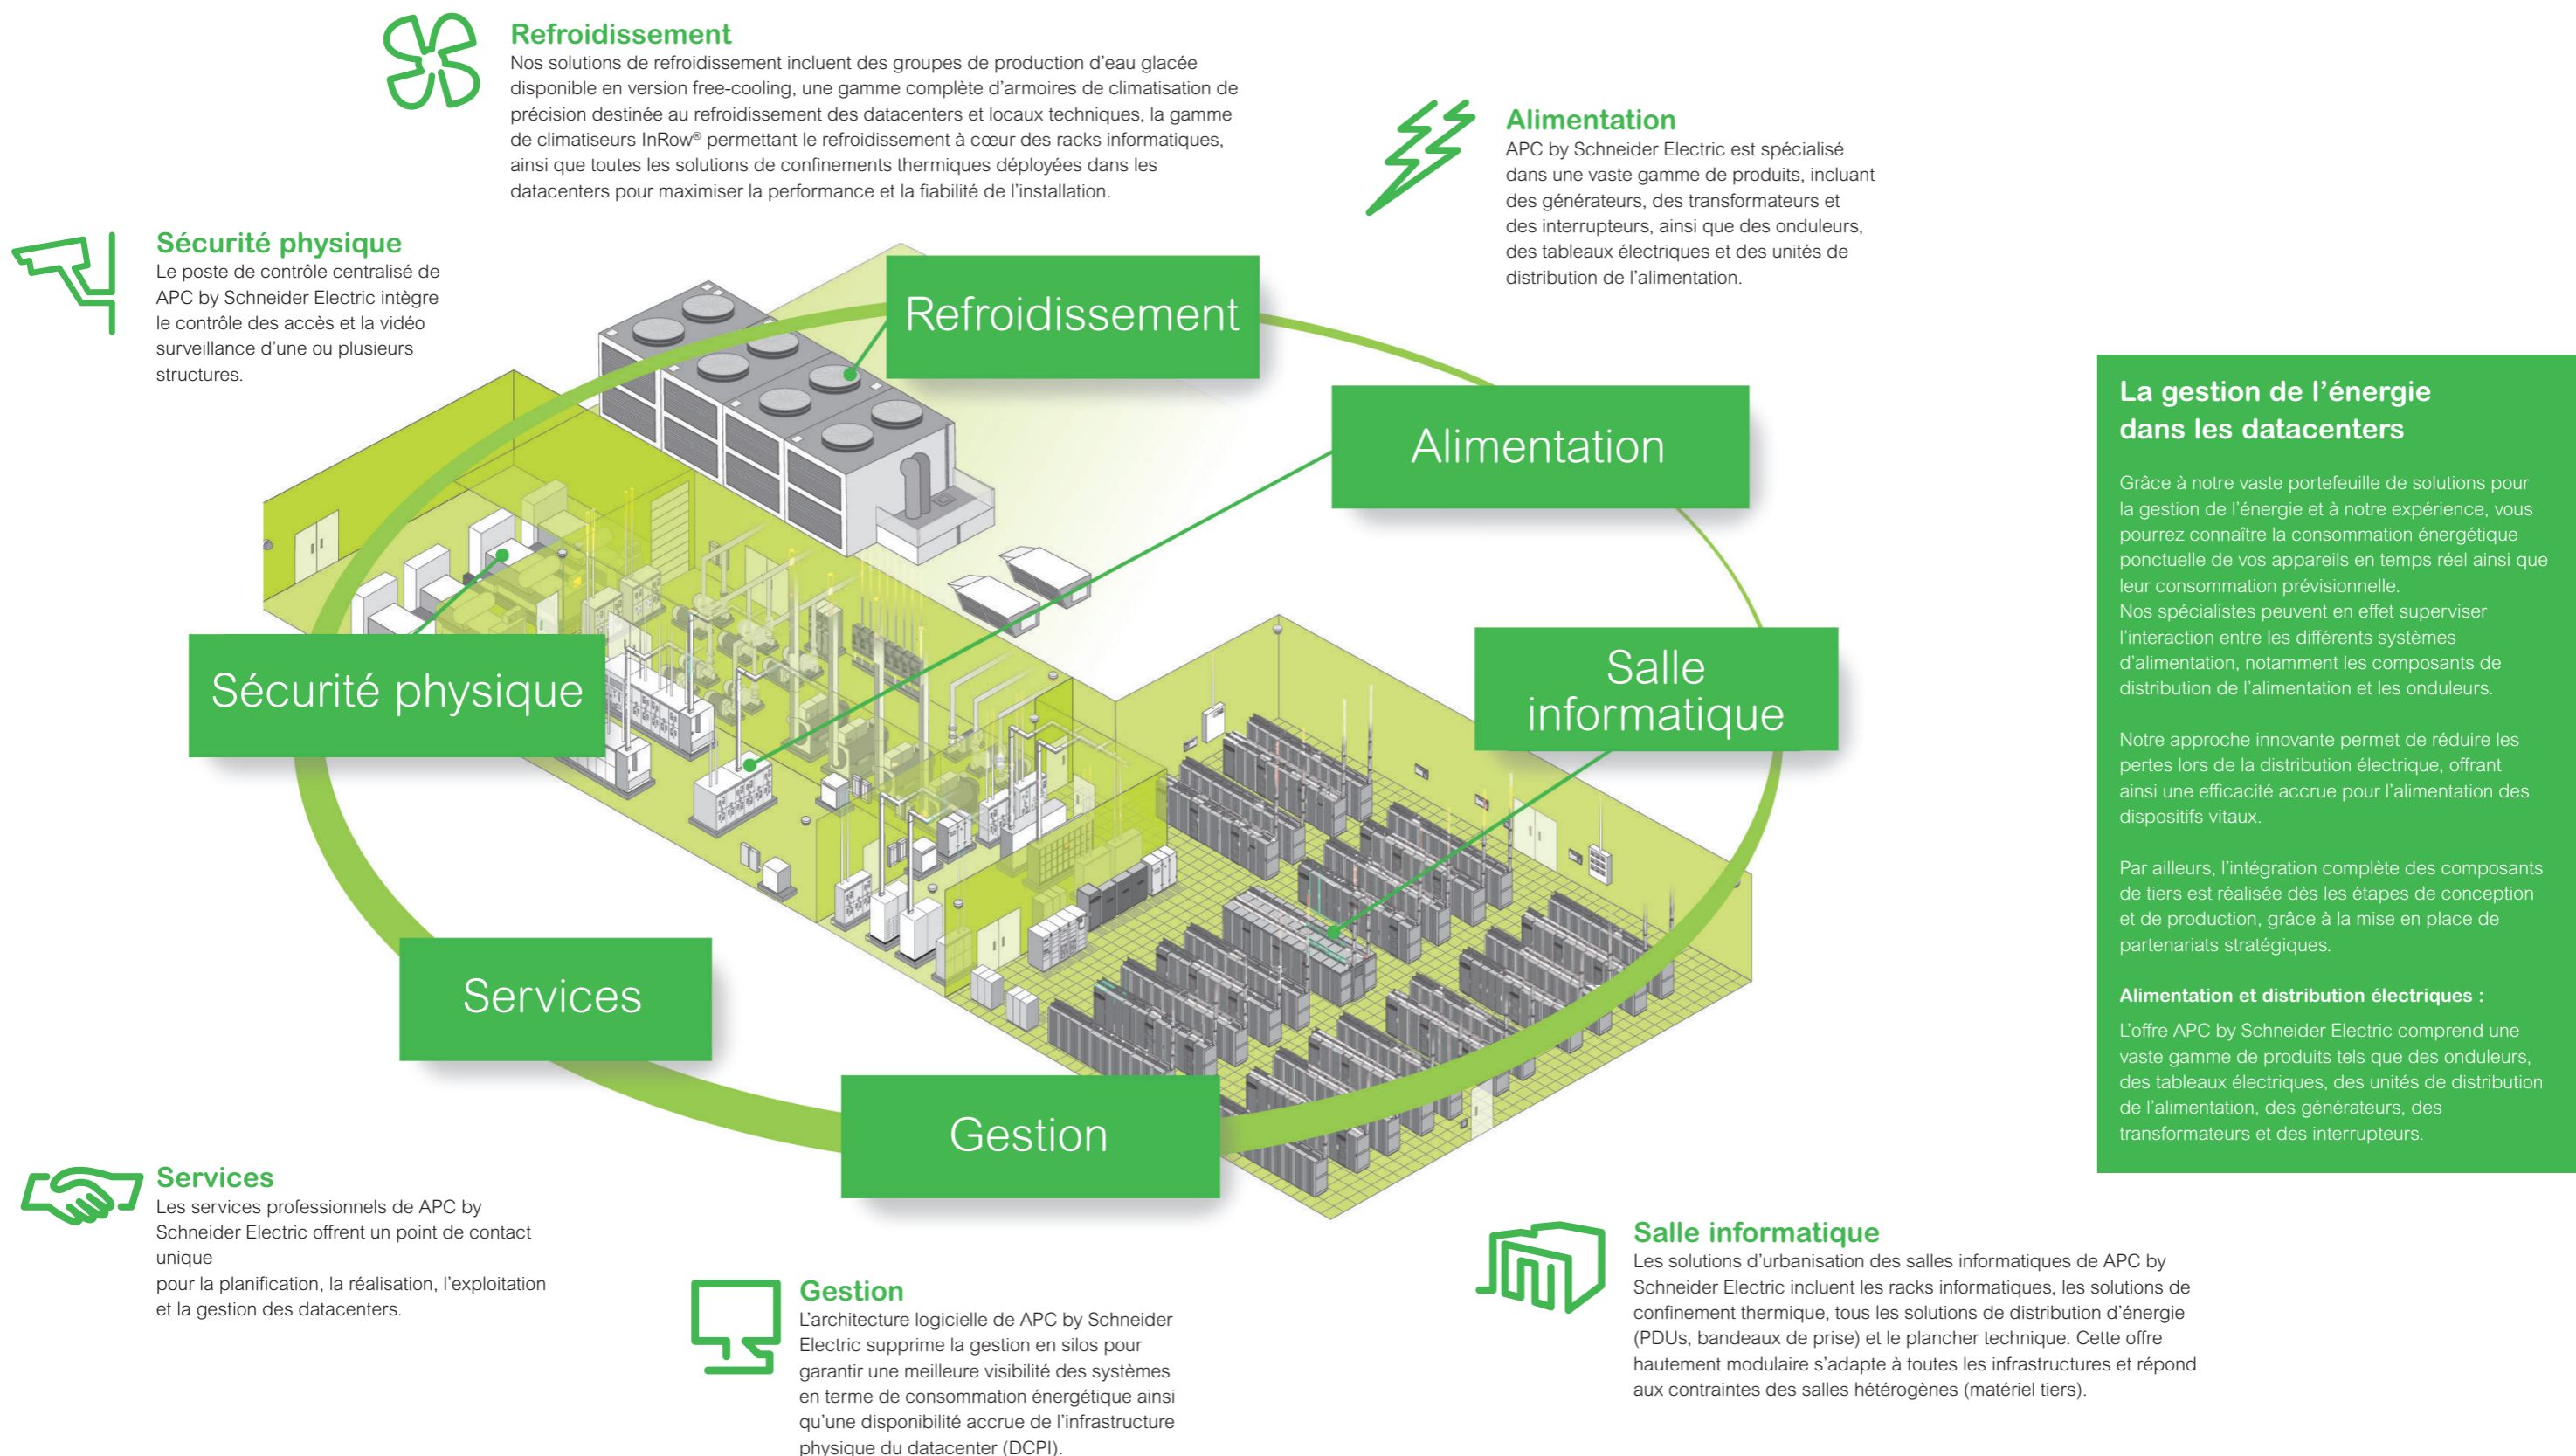 Refroidissement
Nos solutions de refroidissement incluent des groupes de production d'eau glacée
disponible en version free-cooling, une gamme complète d'armoires de climatisation de
précision destinée au refroidissement des datacenters et locaux techniques, la gamme
de climatiseurs InRow® permettant le refroidissement à cœur des racks informatiques,
ainsi que toutes les solutions de confinements thermiques déployées dans les
datacenters pour maximiser la performance et la fiabilité de l'installation.
Alimentation
APC by Schneider Electric est spécialisé
dans une vaste gamme de produits, incluant
des générateurs, des transformateurs et
des interrupteurs, ainsi que des onduleurs,
des tableaux électriques et des unités de
distribution de l'alimentation.
Sécurité physique
Le poste de contrôle centralisé de
APC by Schneider Electric intègre
le contrôle des accès et la vidéo
surveillance d'une ou plusieurs
structures.
Refroidissement
Alimentation
Salle
informatique
Sécurité physique
Services
Gestion
La gestion de l'énergie
dans les datacenters
Grâce à notre vaste portefeuille de solutions pour
la gestion de l'énergie et à notre expérience, vous
pourrez connaître la consommation énergétique
ponctuelle de vos appareils en temps réel ainsi que
leur consommation prévisionnelle.
Nos spécialistes peuvent en effet superviser
l'interaction entre les différents systèmes
d'alimentation, notamment les composants de
distribution de l'alimentation et les onduleurs.
Notre approche innovante permet de réduire les
pertes lors de la distribution électrique, offrant
ainsi une efficacité accrue pour l'alimentation des
dispositifs vitaux.
Par ailleurs, l'intégration complète des composants
de tiers est réalisée dès les étapes de conception
et de production, grâce à la mise en place de
partenariats stratégiques.
Alimentation et distribution électriques :
L'offre APC by Schneider Electric comprend une
vaste gamme de produits tels que des onduleurs,
des tableaux électriques, des unités de distribution
de l'alimentation, des générateurs, des
transformateurs et des interrupteurs.
Services
Les services professionnels de APC by
Schneider Electric offrent un point de contact
unique
pour la planification, la réalisation, l'exploitation
et la gestion des datacenters.
Gestion
L'architecture logicielle de APC by Schneider
Electric supprime la gestion en silos pour
garantir une meilleure visibilité des systèmes
en terme de consommation énergétique ainsi
qu'une disponibilité accrue de l'infrastructure
physique du datacenter (DCPI).
Salle informatique
Les solutions d'urbanisation des salles informatiques de APC by
Schneider Electric incluent les racks informatiques, les solutions de
confinement thermique, tous les solutions de distribution d'énergie
(PDUs, bandeaux de prise) et le plancher technique. Cette offre
hautement modulaire s'adapte à toutes les infrastructures et répond
aux contraintes des salles hétérogènes (matériel tiers).